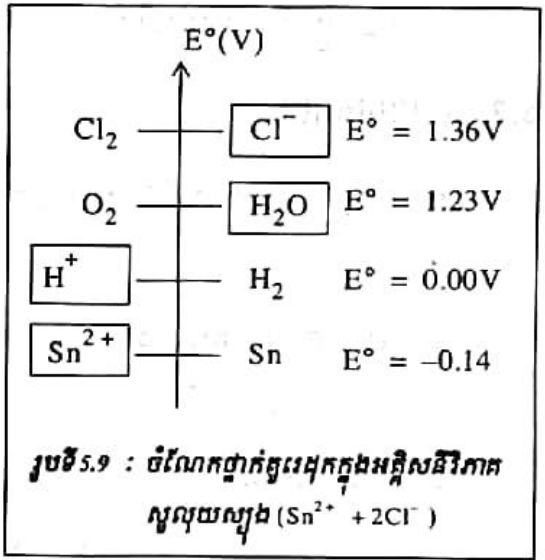 E°(V)
Cl₂ Cl⁻ E° = 1.36V
O₂ H₂O E° = 1.23V
H⁺ H₂ E° = 0.00V
Sn²⁺ Sn E° = –0.14
រូបទី5.9 : ចំណែកថ្នាក់គូរេដុកក្នុងអគ្គិសនីវិភាគ
សូលុយស្យុង (Sn²⁺ + 2Cl⁻)